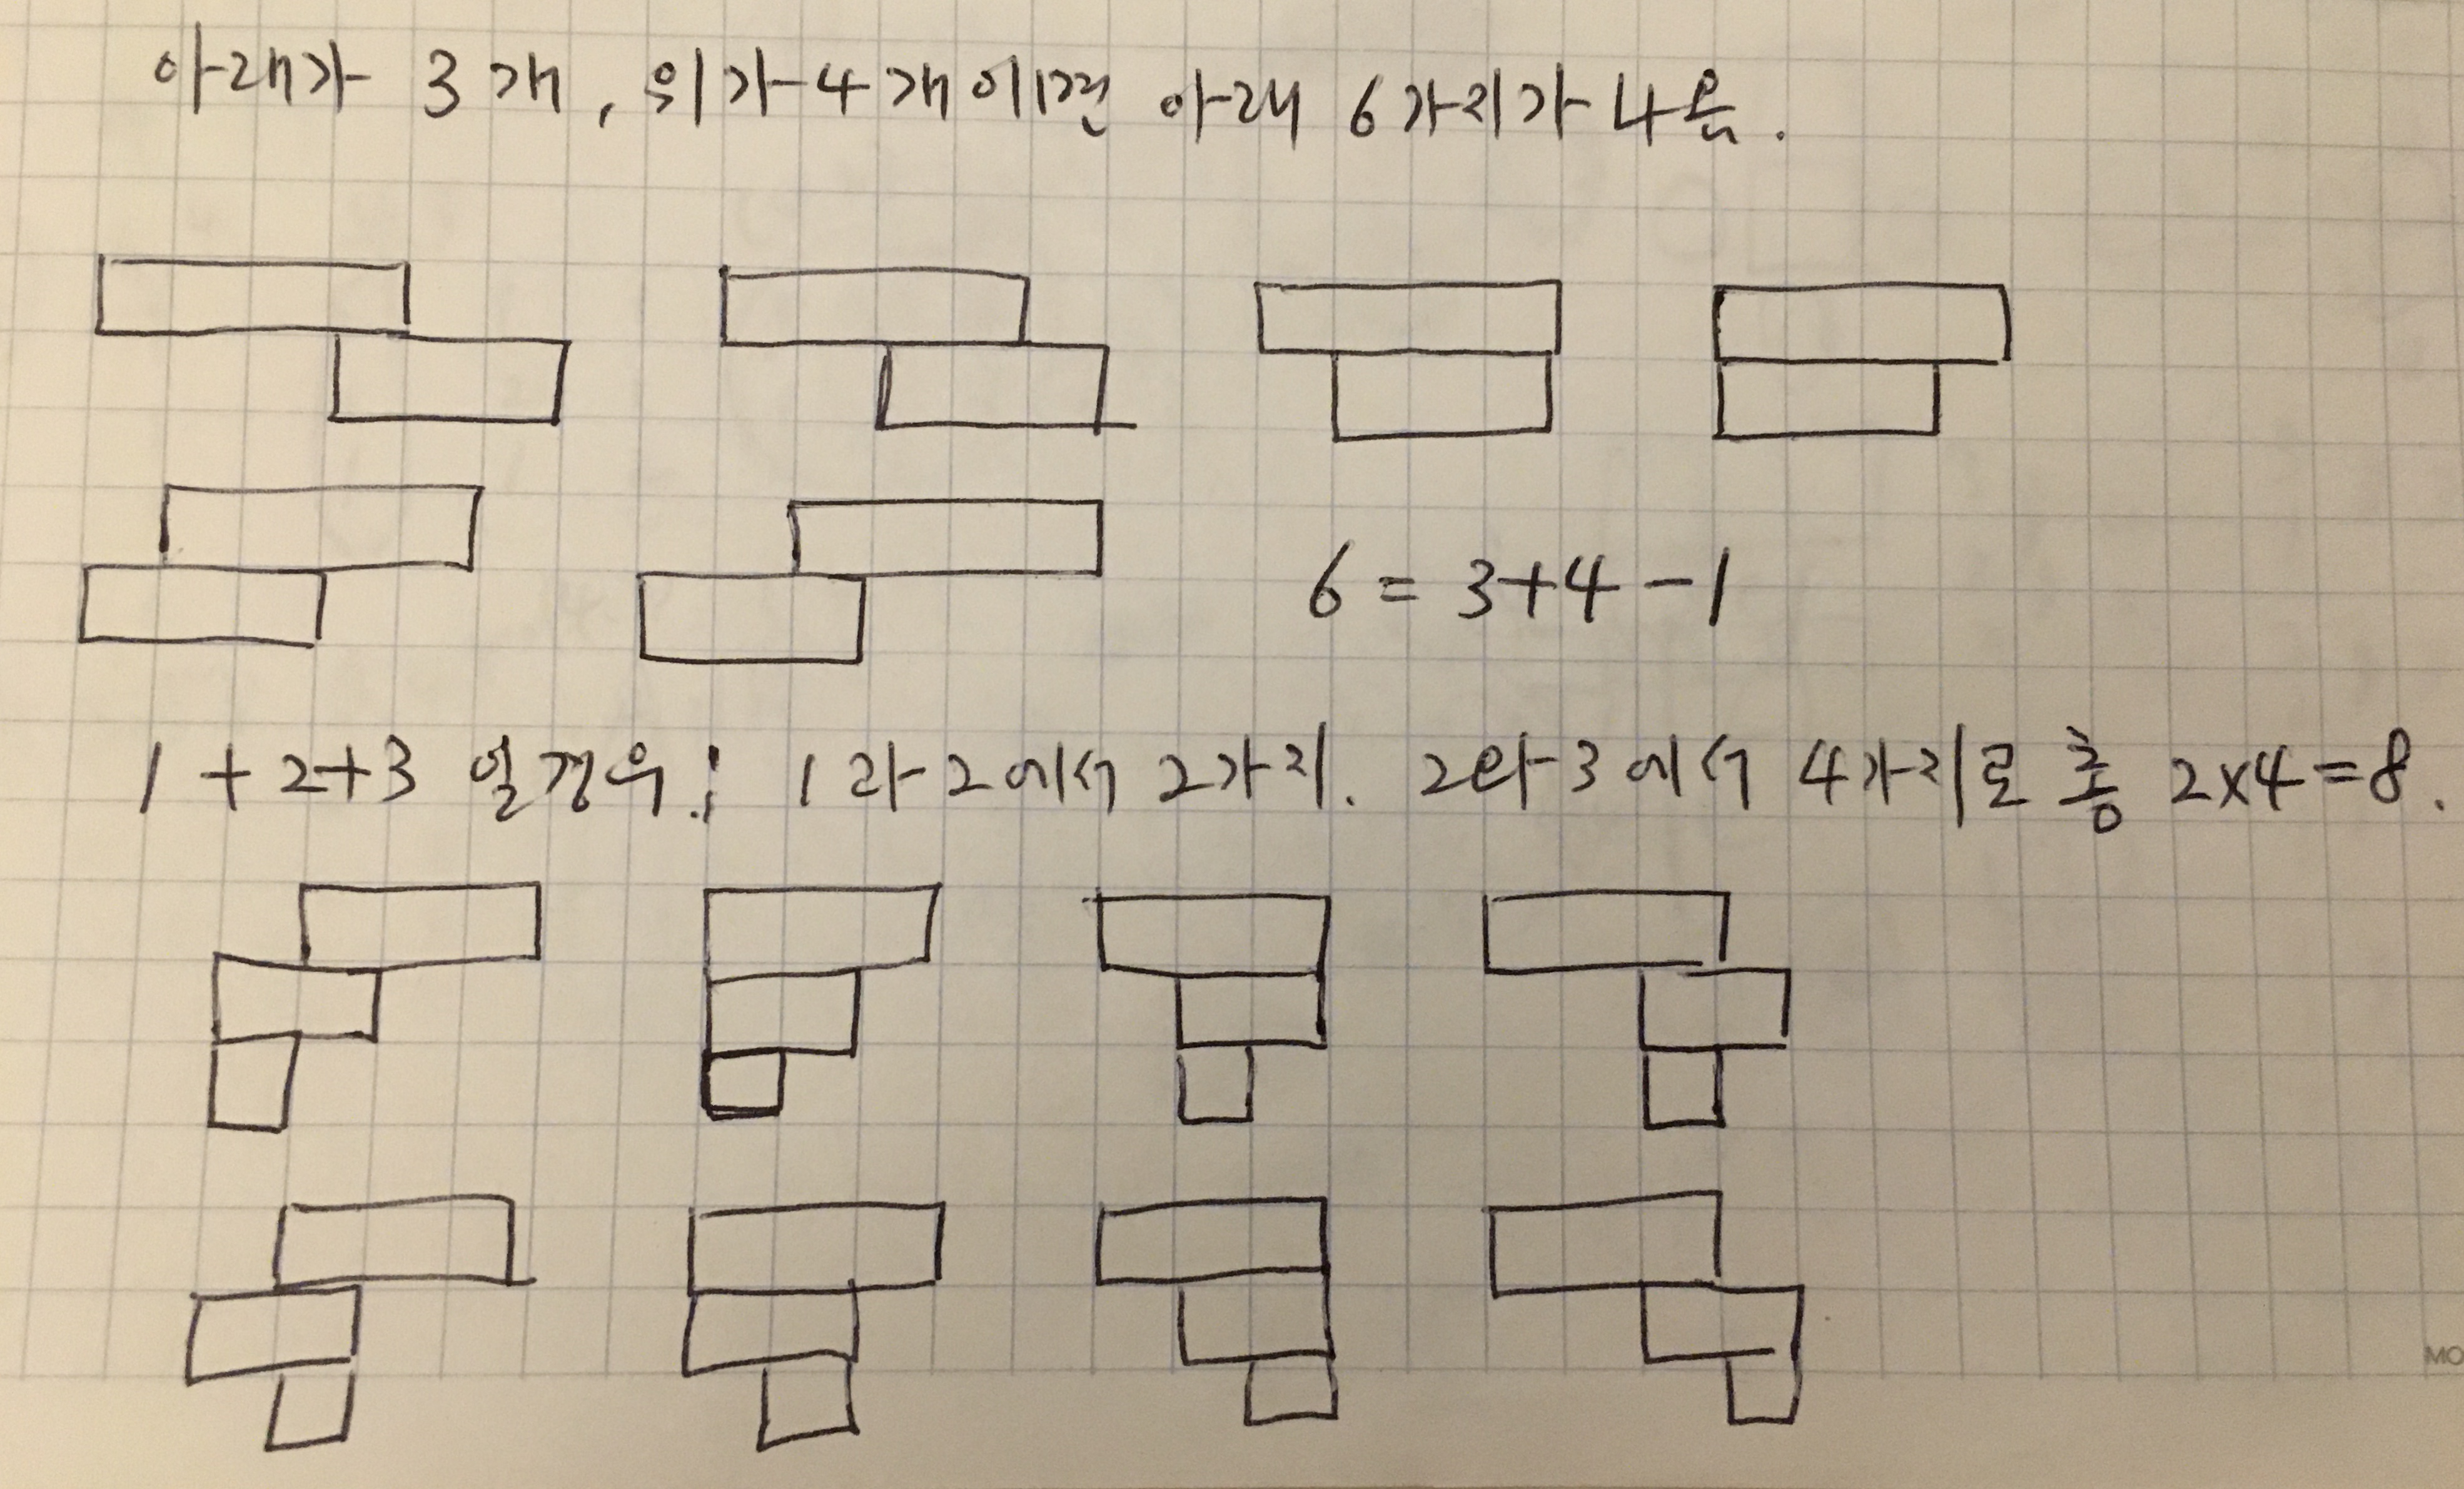 아래가 3개, 위가 4개이면 아래 6가지가 나옴.
6 = 3+4-1
1+2+3 일 경우 : 1과 2에서 2가지. 2와 3에서 4가지로 총 2x4=8.
MO